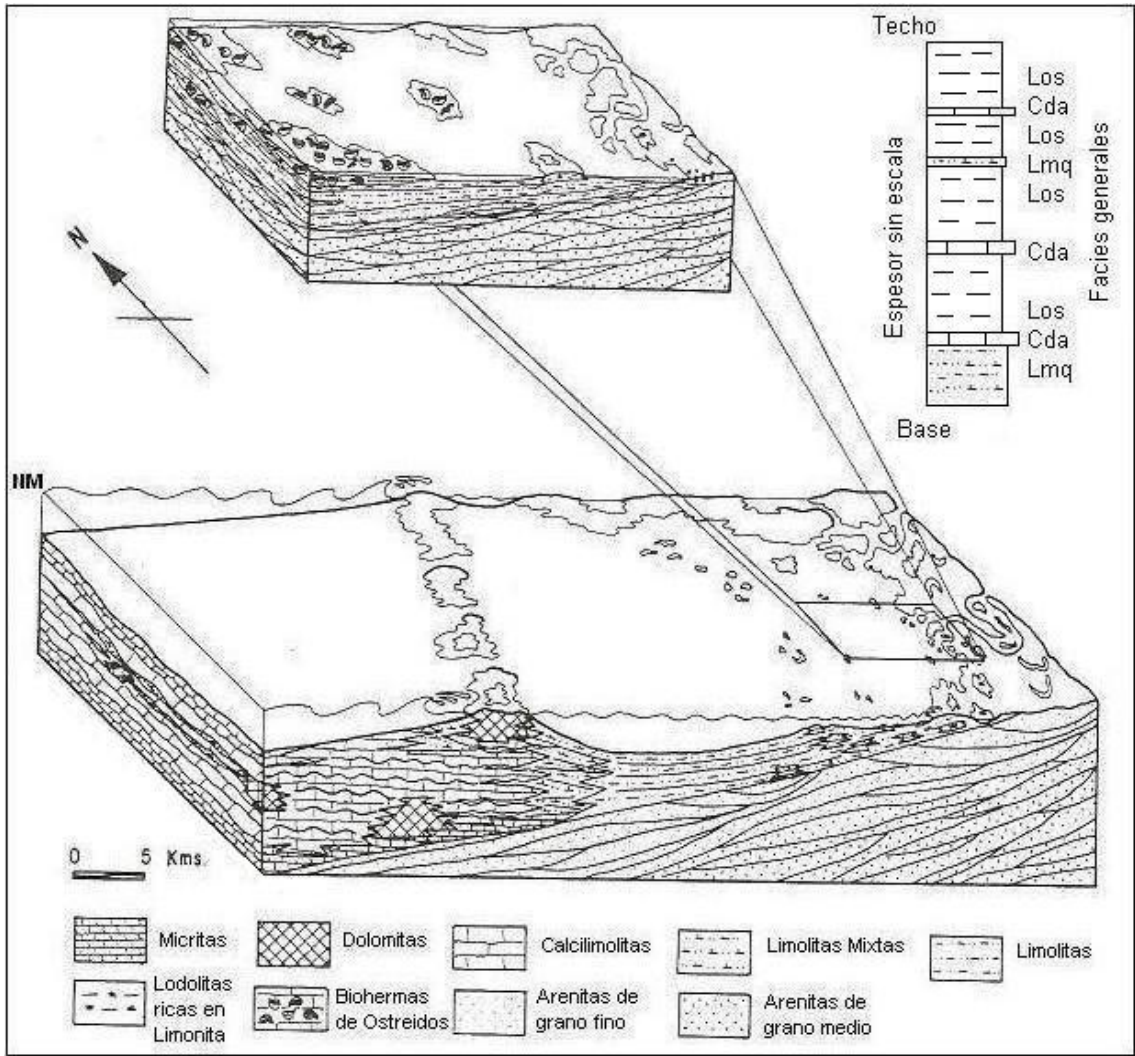 Techo
Los
Cda
Los
Lmq
Los
Cda
Los
Cda
Lmq
Base
Espesor sin escala
Facies generales
N
NM
0 5 Kms.
Micritas
Dolomitas
Calcilimolitas
Limolitas Mixtas
Limolitas
Lodolitas
ricas en
Limonita
Biohermas
de Ostreidos
Arenitas de
grano fino
Arenitas de
grano medio